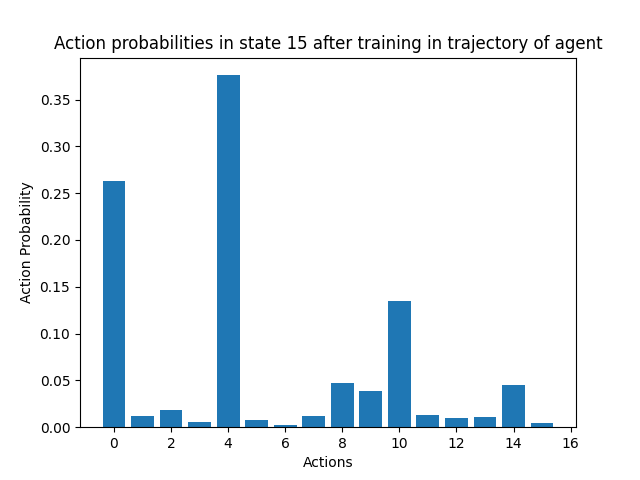 Action probabilities in state 15 after training in trajectory of agent
0.35
0.30
0.25
0.20
0.15
0.10
0.05
0.00
Action Probability
0 2 4 6 8 10 12 14 16
Actions